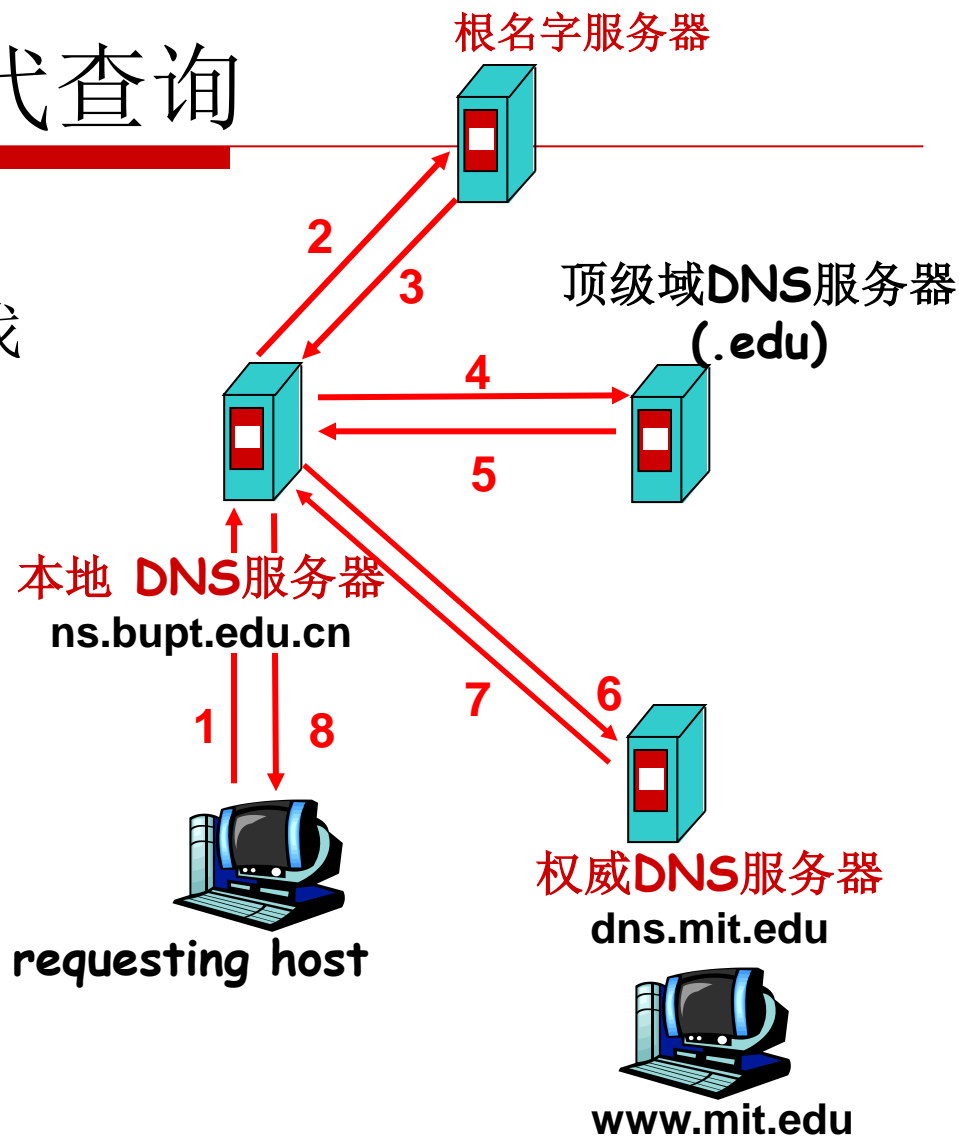 根名字服务器
代查询
2
3
顶级域DNS服务器
(.edu)
4
5
本地 DNS服务器
ns.bupt.edu.cn
7
6
1
8
权威DNS服务器
dns.mit.edu
requesting host
www.mit.edu